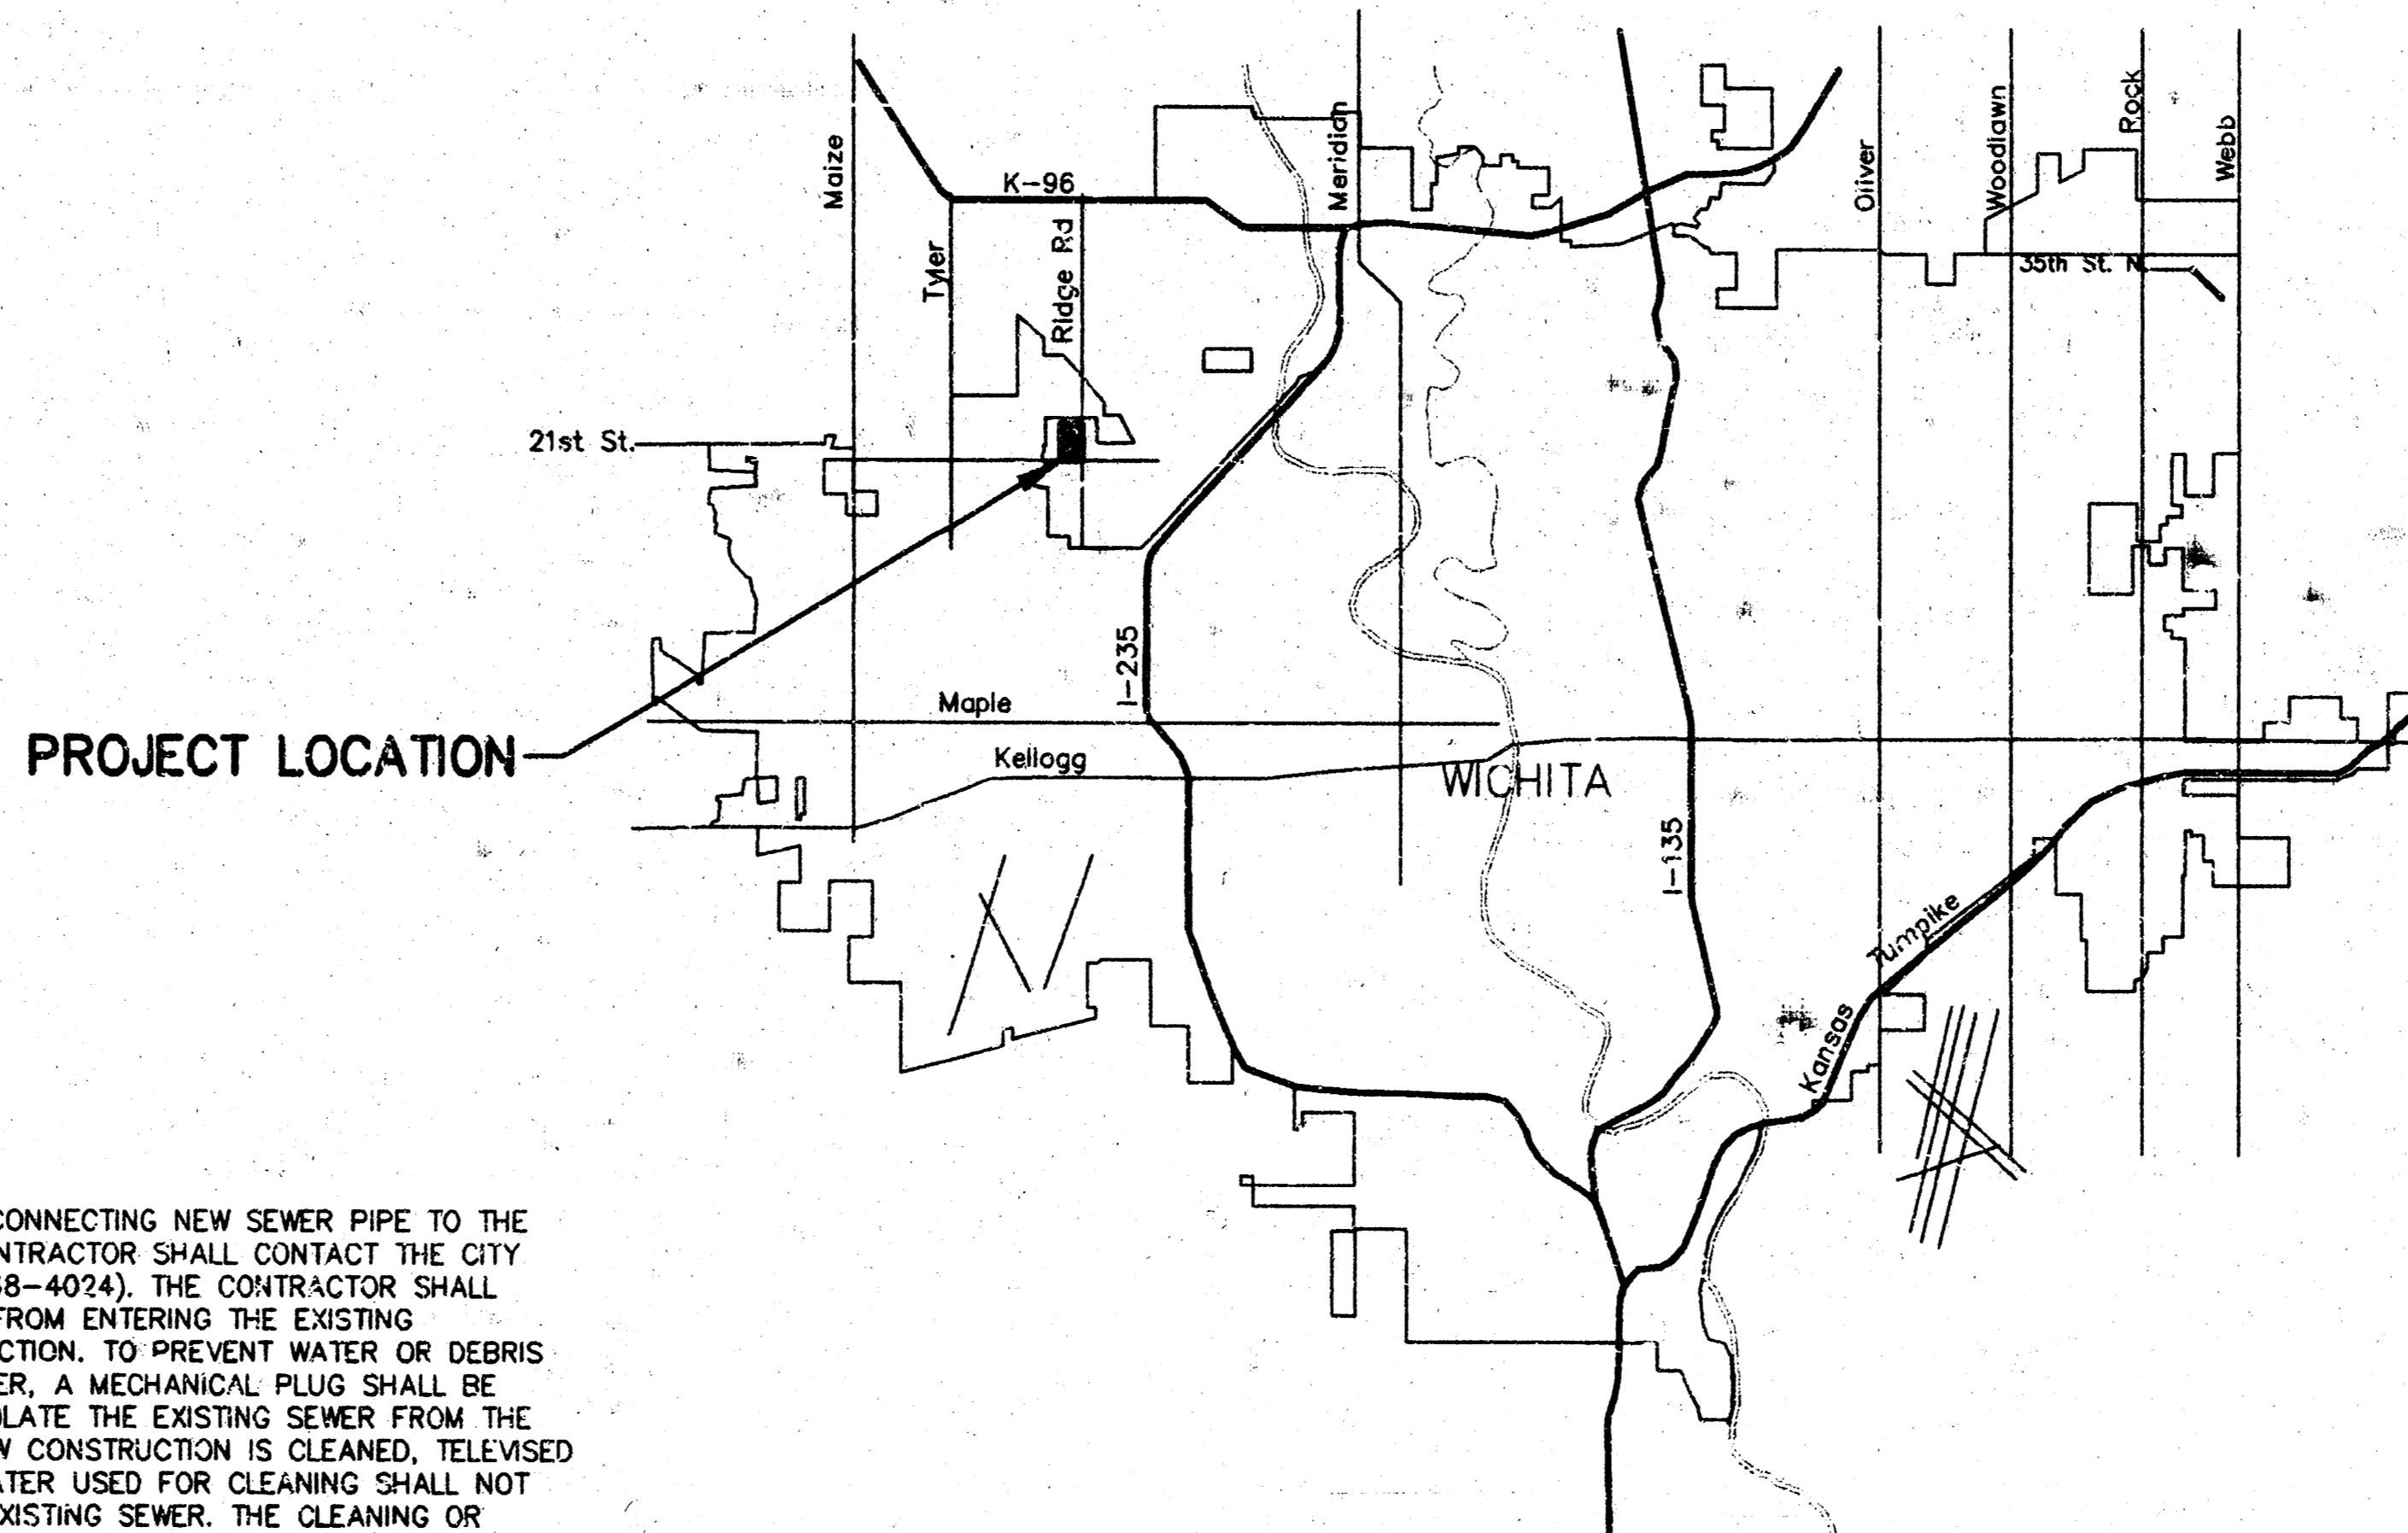 Maize
K-96
Tyler
Ridge Rd
Meridian
Oliver
Woodlawn
Rock
Webb
35th St. N.
21st St.
I-235
Maple
PROJECT LOCATION
Kellogg
WICHITA
I-135
Kansas Turnpike
CONNECTING NEW SEWER PIPE TO THE
NTRACTOR SHALL CONTACT THE CITY
68-4024). THE CONTRACTOR SHALL
FROM ENTERING THE EXISTING
CTION. TO PREVENT WATER OR DEBRIS
ER, A MECHANICAL PLUG SHALL BE
OLATE THE EXISTING SEWER FROM THE
W CONSTRUCTION IS CLEANED, TELEVISED
ATER USED FOR CLEANING SHALL NOT
XISTING SEWER. THE CLEANING OR